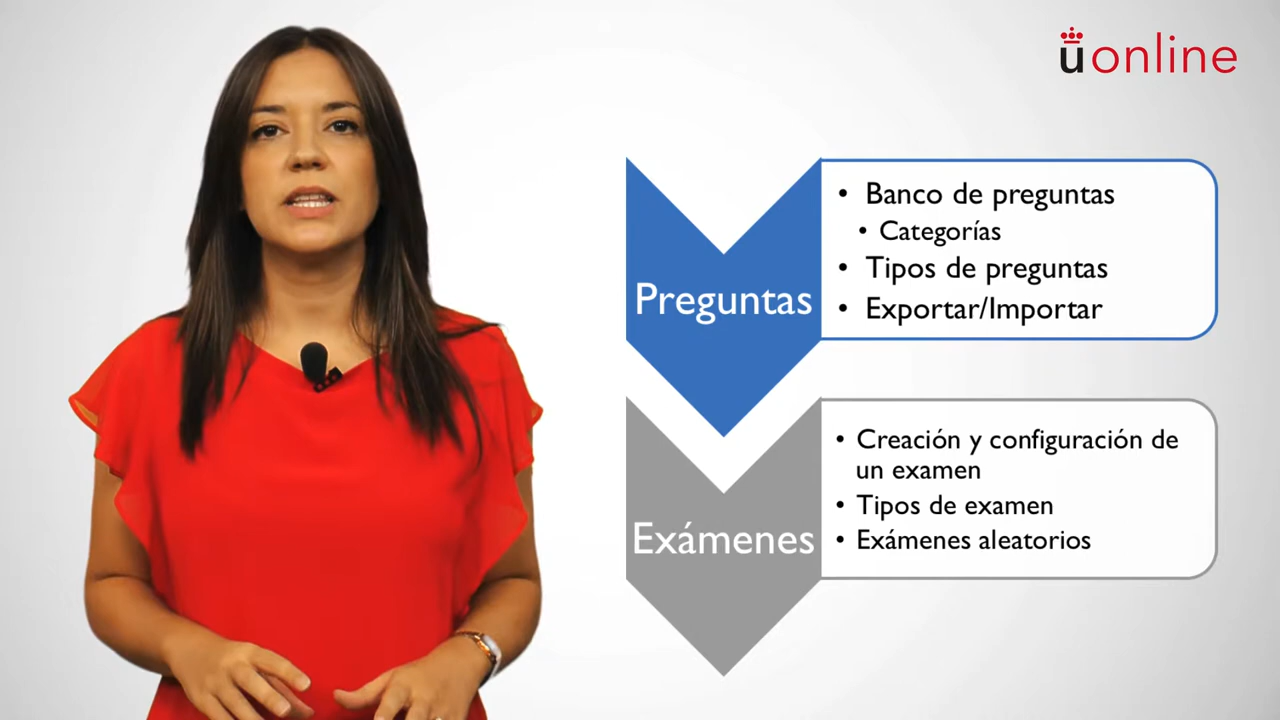 uonline
Preguntas
• Banco de preguntas
• Categorías
• Tipos de preguntas
• Exportar/Importar
Exámenes
• Creación y configuración de
un examen
• Tipos de examen
• Exámenes aleatorios